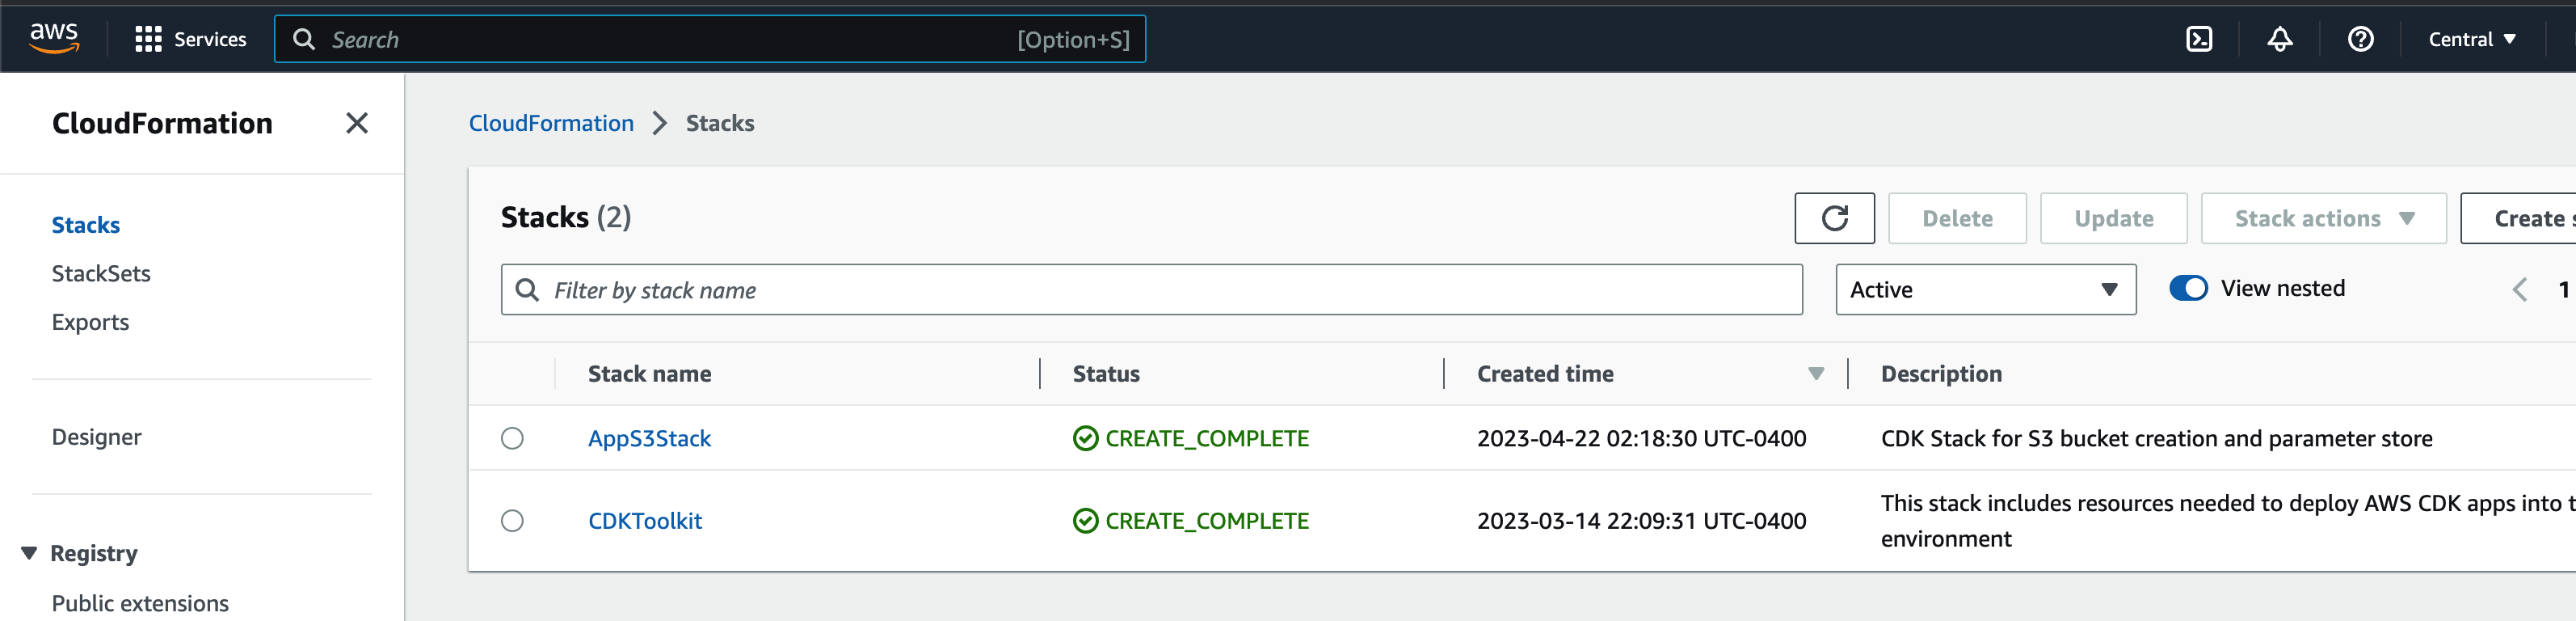 aws Services Search [Option+S] Central
CloudFormation
Stacks
StackSets
Exports
Designer
Registry
Public extensions
CloudFormation Stacks
Stacks (2)
Delete Update Stack actions Create
Filter by stack name Active View nested 1
Stack name Status Created time Description
AppS3Stack CREATE_COMPLETE 2023-04-22 02:18:30 UTC-0400 CDK Stack for S3 bucket creation and parameter store
CDKToolkit CREATE_COMPLETE 2023-03-14 22:09:31 UTC-0400 This stack includes resources needed to deploy AWS CDK apps into
environment